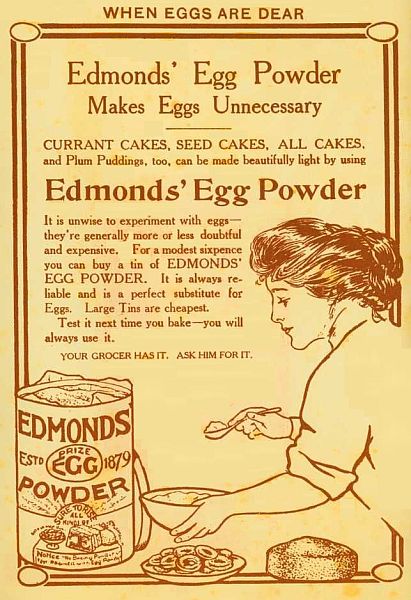 WHEN EGGS ARE DEAR
Edmonds' Egg Powder
Makes Eggs Unnecessary
CURRANT CAKES, SEED CAKES, ALL CAKES,
and Plum Puddings, too, can be made beautifully light by using
Edmonds' Egg Powder
It is unwise to experiment with eggs—
they're generally more or less doubtful
and expensive. For a modest sixpence
you can buy a tin of EDMONDS'
EGG POWDER. It is always re-
liable and is a perfect substitute for
Eggs. Large Tins are cheapest.
Test it next time you bake—you will
always use it.
YOUR GROCER HAS IT. ASK HIM FOR IT.
EDMONDS'
PRIZE
ESTD EGG 1879
POWDER
ALL